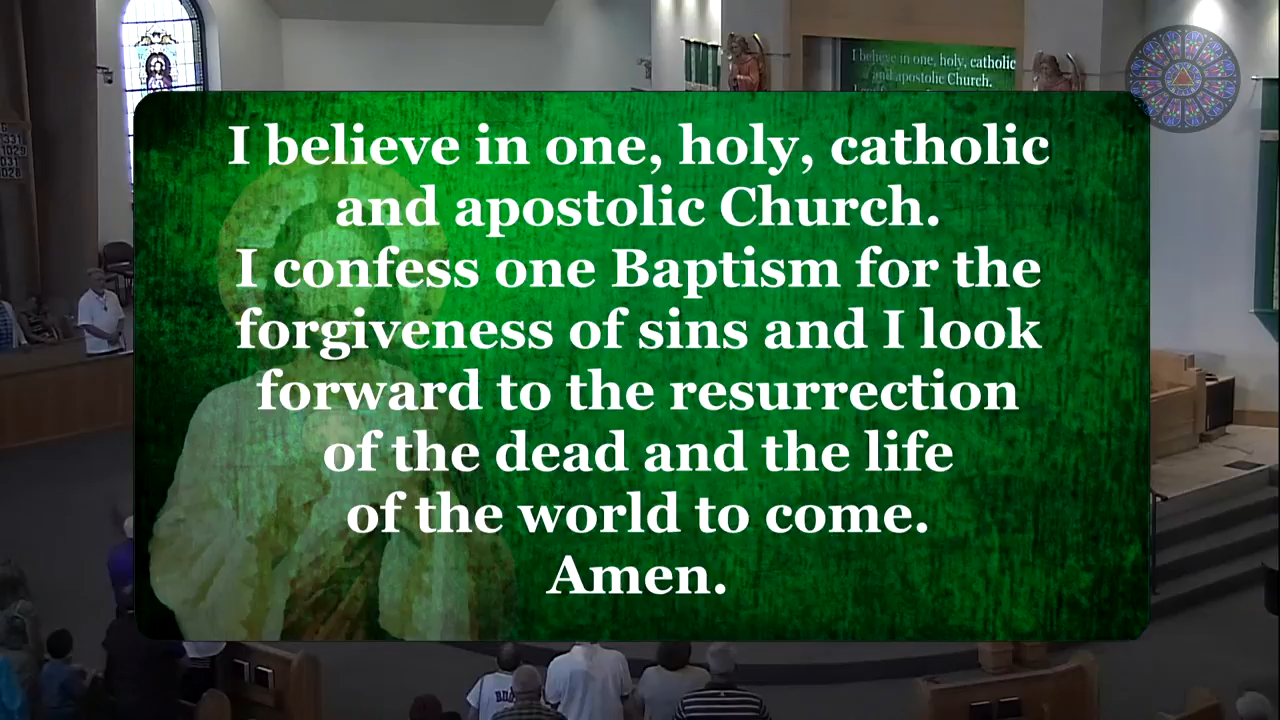 I believe in one, holy, catholic
and apostolic Church.
I believe in one, holy, catholic
and apostolic Church.
I confess one Baptism for the
forgiveness of sins and I look
forward to the resurrection
of the dead and the life
of the world to come.
Amen.
331
1029